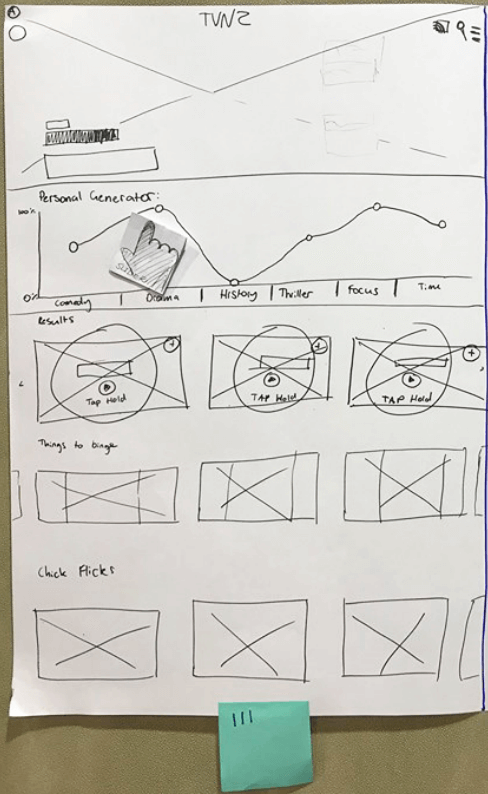 A
TVNZ
Personal Generator:
100%
0%
Comedy | Drama | History | Thriller | Focus | Time
Results
+ + +
Tap Hold TAP Hold TAP Hold
Things to binge
Chick Flicks
III